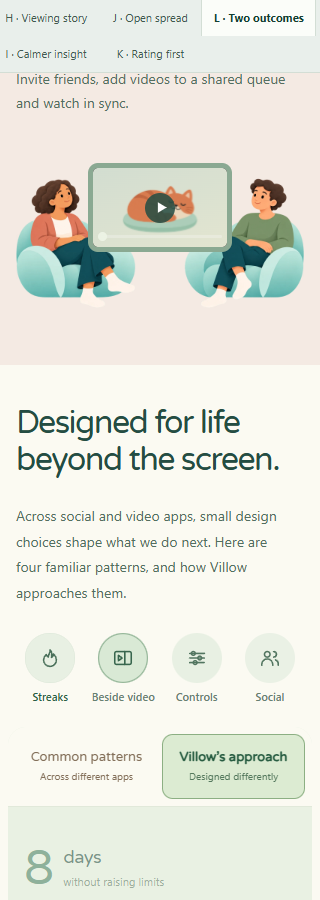 H · Viewing story
J · Open spread
L · Two outcomes
I · Calmer insight
K · Rating first
Invite friends, add videos to a shared queue
and watch in sync.
Designed for life
beyond the screen.
Across social and video apps, small design
choices shape what we do next. Here are
four familiar patterns, and how Villow
approaches them.
Streaks
Beside video
Controls
Social
Common patterns
Across different apps
Villow's approach
Designed differently
8 days
without raising limits